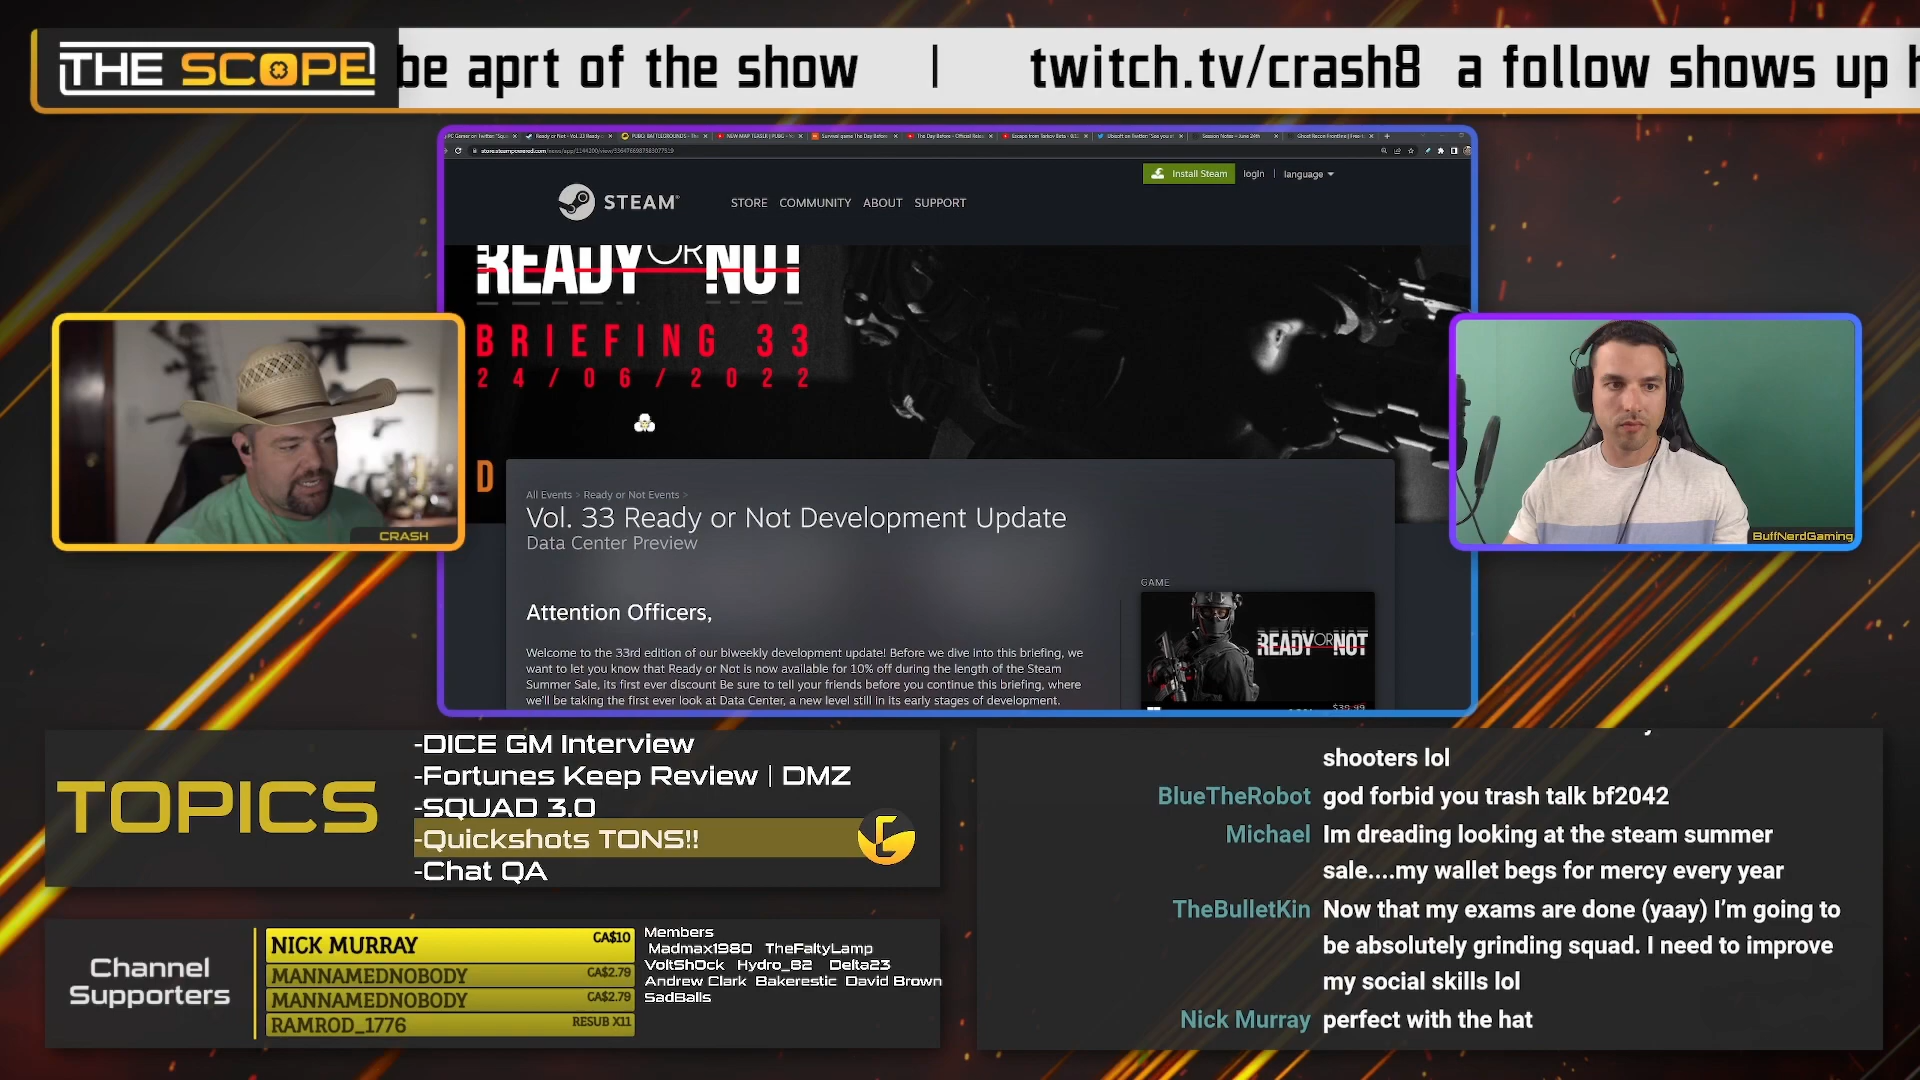 THE SCOPE
be aprt of the show | twitch.tv/crash8 a follow shows up h
store.steampowered.com/news/app/1144200/view/3364766987383077519
Install Steam login | language
STEAM STORE COMMUNITY ABOUT SUPPORT
READY OR NOT
BRIEFING 33
24/06/2022
D
CRASH
BuffNerdGaming
All Events > Ready or Not Events >
Vol. 33 Ready or Not Development Update
Data Center Preview
GAME
Attention Officers,
READY OR NOT
Welcome to the 33rd edition of our biweekly development update! Before we dive into this briefing, we
want to let you know that Ready or Not is now available for 10% off during the length of the Steam
Summer Sale, its first ever discount Be sure to tell your friends before you continue this briefing, where
we'll be taking the first ever look at Data Center, a new level still in its early stages of development.
$39.99
TOPICS
-DICE GM Interview
-Fortunes Keep Review | DMZ
-SQUAD 3.0
-Quickshots TONS!!
-Chat QA
Channel
Supporters
NICK MURRAY CA$10
MANNAMEDNOBODY CA$2.79
MANNAMEDNOBODY CA$2.79
RAMROD_1776 RESUB X11
Members
Madmax1980 TheFaltyLamp
VoltShOck Hydro_82 Delta23
Andrew Clark Bakerestic David Brown
SadBalls
shooters lol
BlueTheRobot god forbid you trash talk bf2042
Michael Im dreading looking at the steam summer
sale....my wallet begs for mercy every year
TheBulletKin Now that my exams are done (yaay) I'm going to
be absolutely grinding squad. I need to improve
my social skills lol
Nick Murray perfect with the hat